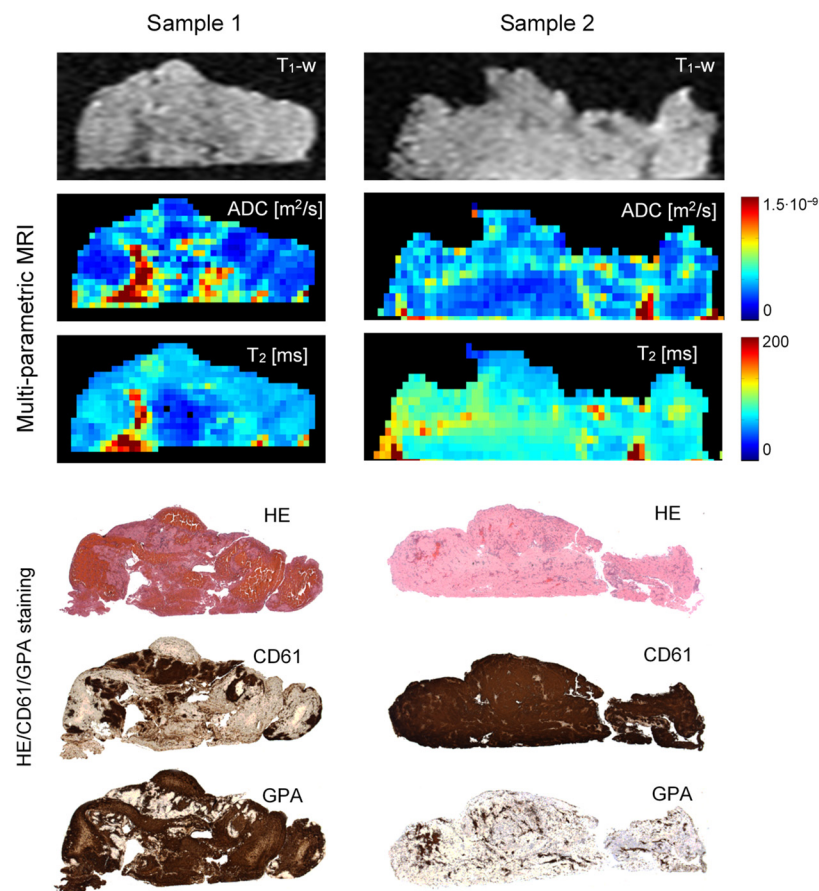 Sample 1
Sample 2
T₁-w
T₁-w
Multi-parametric MRI
ADC [m²/s]
ADC [m²/s]
1.5·10⁻⁹
0
T₂ [ms]
T₂ [ms]
200
0
HE/CD61/GPA staining
HE
HE
CD61
CD61
GPA
GPA